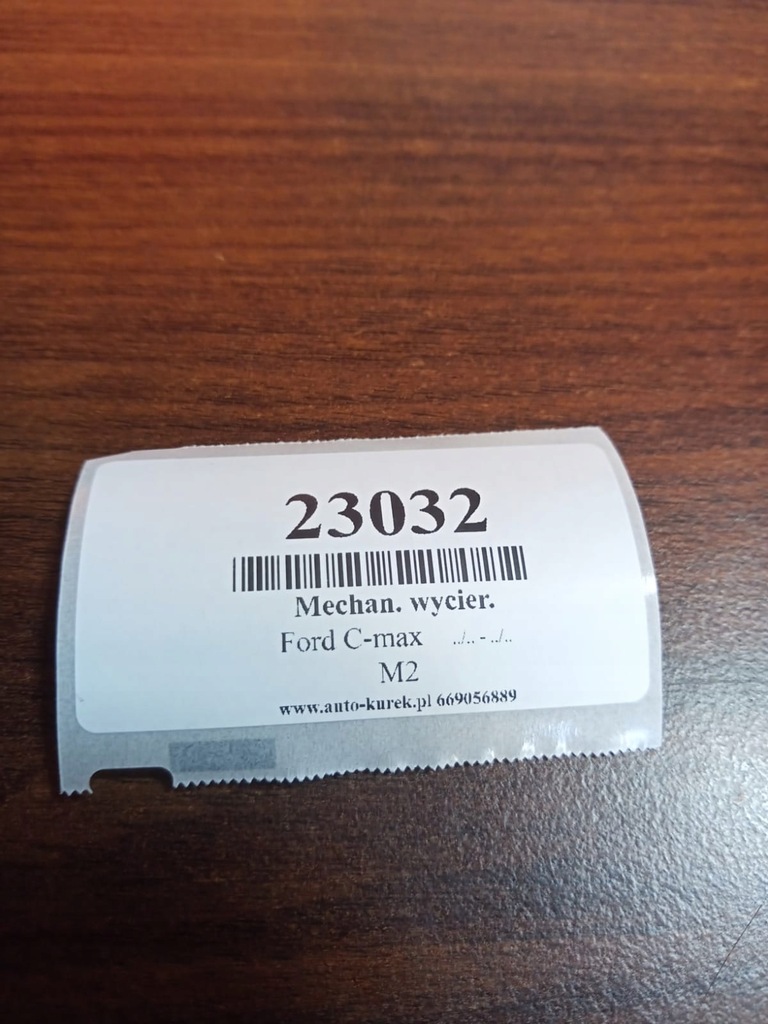 23032
Mechan. wycier.
Ford C-max ../.. - ../..
M2
www.auto-kurek.pl 669056889